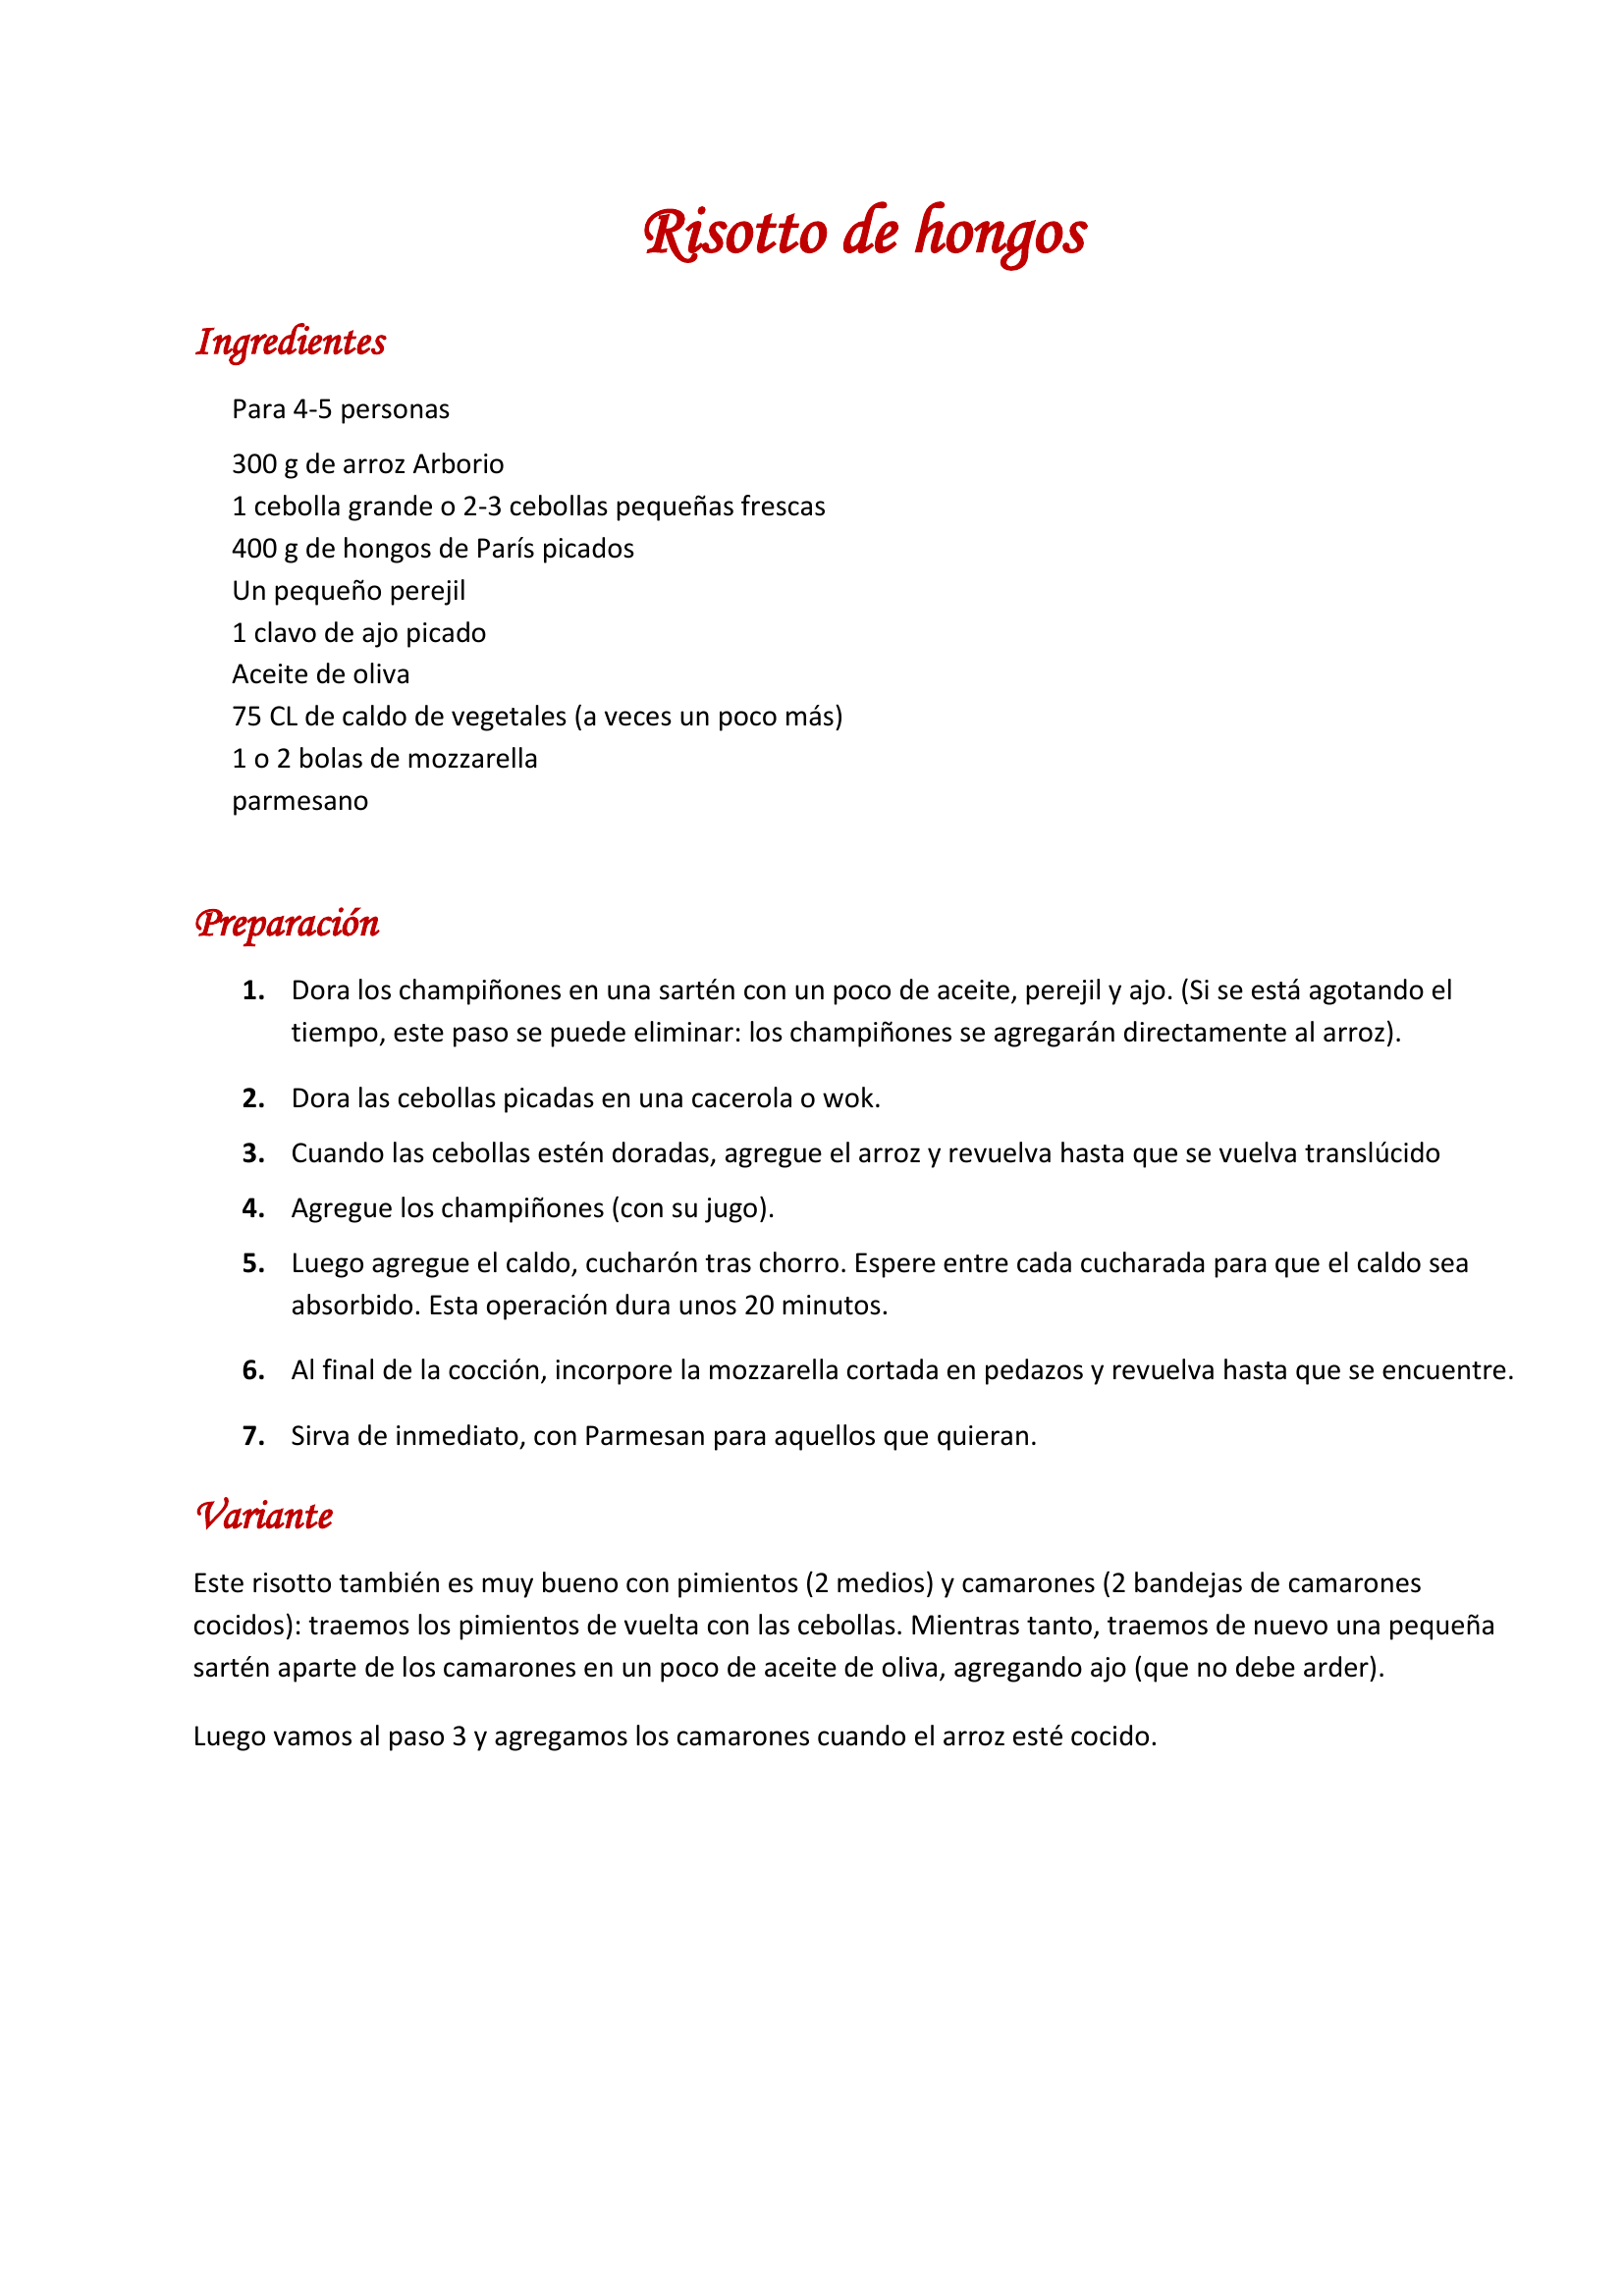 Risotto de hongos
Ingredientes
Para 4-5 personas
300 g de arroz Arborio
1 cebolla grande o 2-3 cebollas pequeñas frescas
400 g de hongos de París picados
Un pequeño perejil
1 clavo de ajo picado
Aceite de oliva
75 CL de caldo de vegetales (a veces un poco más)
1 o 2 bolas de mozzarella
parmesano
Preparación
1. Dora los champiñones en una sartén con un poco de aceite, perejil y ajo. (Si se está agotando el
tiempo, este paso se puede eliminar: los champiñones se agregarán directamente al arroz).
2. Dora las cebollas picadas en una cacerola o wok.
3. Cuando las cebollas estén doradas, agregue el arroz y revuelva hasta que se vuelva translúcido
4. Agregue los champiñones (con su jugo).
5. Luego agregue el caldo, cucharón tras chorro. Espere entre cada cucharada para que el caldo sea
absorbido. Esta operación dura unos 20 minutos.
6. Al final de la cocción, incorpore la mozzarella cortada en pedazos y revuelva hasta que se encuentre.
7. Sirva de inmediato, con Parmesan para aquellos que quieran.
Variante
Este risotto también es muy bueno con pimientos (2 medios) y camarones (2 bandejas de camarones
cocidos): traemos los pimientos de vuelta con las cebollas. Mientras tanto, traemos de nuevo una pequeña
sartén aparte de los camarones en un poco de aceite de oliva, agregando ajo (que no debe arder).
Luego vamos al paso 3 y agregamos los camarones cuando el arroz esté cocido.